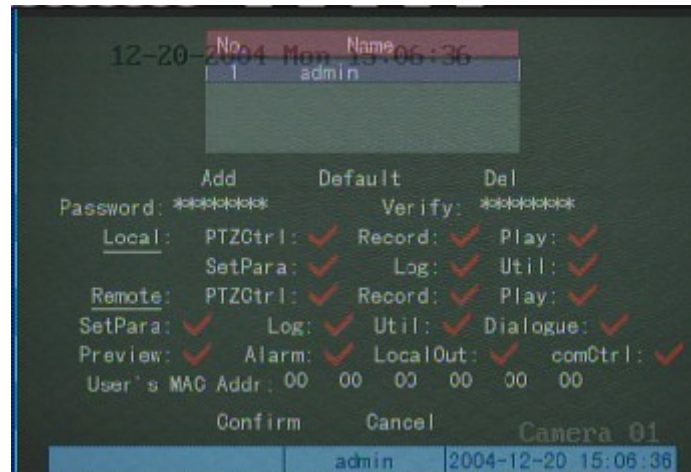 No. Name
12-20-2004 Mon 15:06:36
1 admin
Add Default Del
Password: ******** Verify: ********
Local: PTZCtrl: Record: Play:
SetPara: Log: Util:
Remote: PTZCtrl: Record: Play:
SetPara: Log: Util: Dialogue:
Preview: Alarm: LocalOut: comCtrl:
User's MAC Addr: 00 00 00 00 00 00
Confirm Cancel
Camera 01
admin 2004-12-20 15:06:36